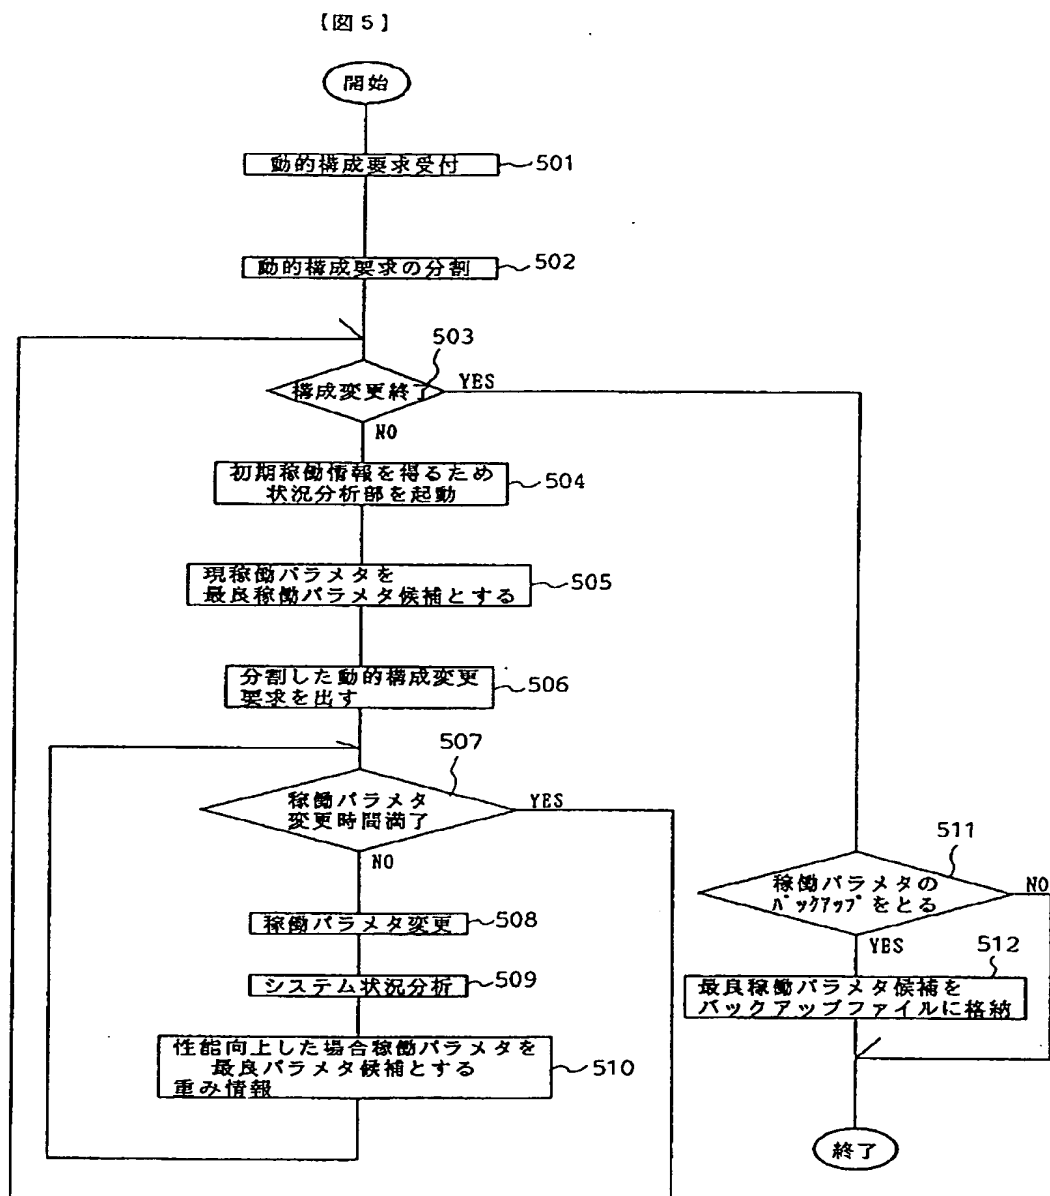 【図5】
開始
動的構成要求受付
501
動的構成要求の分割
502
503
構成変更終了
YES
NO
初期稼働情報を得るため
状況分析部を起動
504
現稼働パラメタを
最良稼働パラメタ候補とする
505
分割した動的構成変更
要求を出す
506
507
稼働パラメタ
変更時間満了
YES
NO
稼働パラメタ変更
508
システム状況分析
509
性能向上した場合稼働パラメタを
最良パラメタ候補とする
重み情報
510
511
稼働パラメタの
バックアップをとる
NO
YES
512
最良稼働パラメタ候補を
バックアップファイルに格納
終了